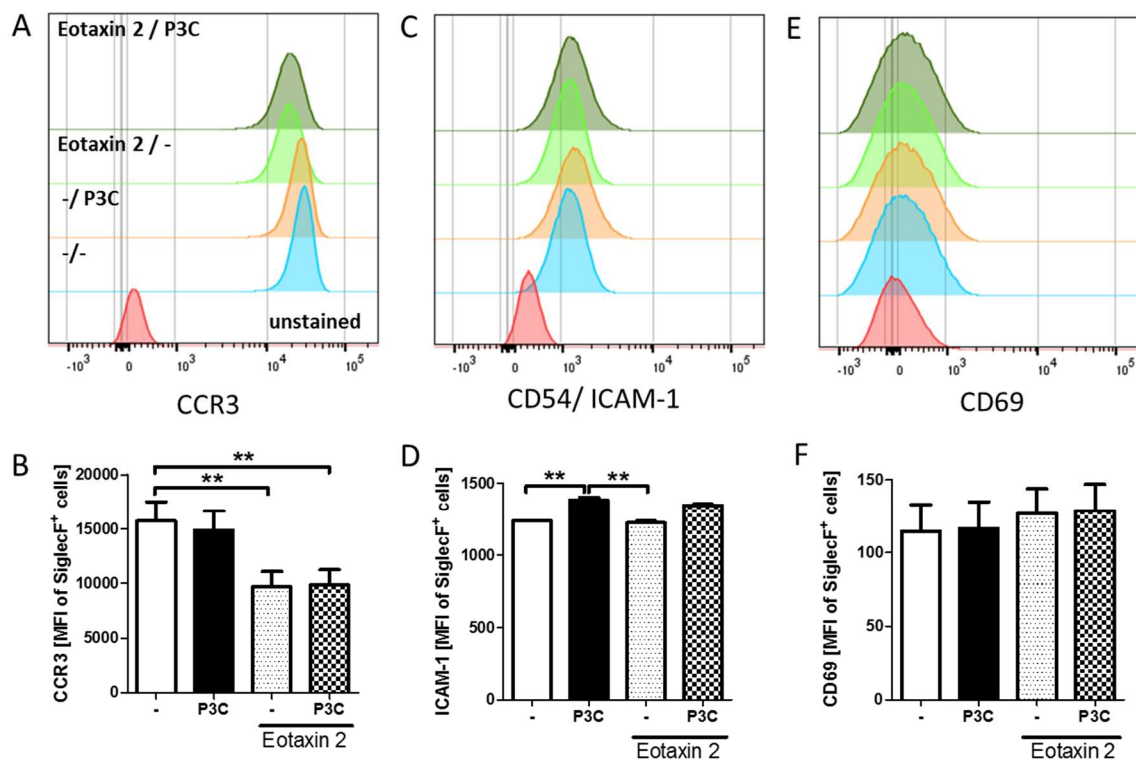 A
Eotaxin 2 / P3C
Eotaxin 2 / -
-/ P3C
-/-
unstained
-10³ 0 10³ 10⁴ 10⁵
CCR3
C
-10³ 0 10³ 10⁴ 10⁵
CD54/ ICAM-1
E
-10³ 0 10³ 10⁴ 10⁵
CD69
B
CCR3 [MFI of SiglecF⁺ cells]
20000
15000
10000
5000
0
**
**
- P3C - P3C
Eotaxin 2
D
ICAM-1 [MFI of SiglecF⁺ cells]
1500
1000
500
0
** **
- P3C - P3C
Eotaxin 2
F
CD69 [MFI of SiglecF⁺ cells]
150
100
50
0
- P3C - P3C
Eotaxin 2